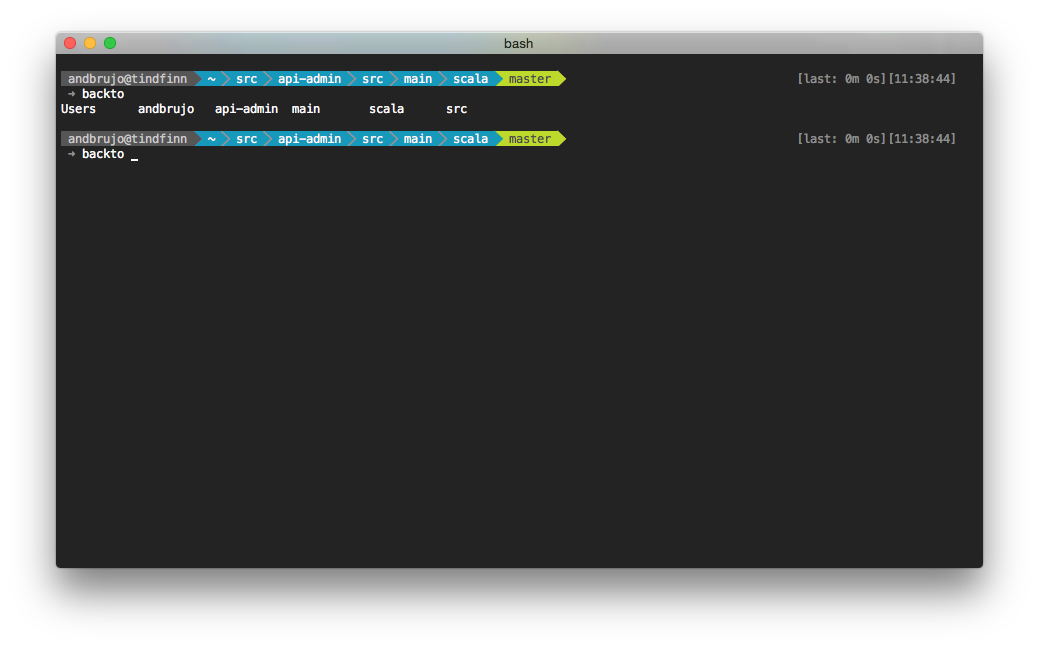 bash
andbrujo@tindfinn ~ src api-admin src main scala master [last: 0m 0s][11:38:44]
→ backto
Users andbrujo api-admin main scala src
andbrujo@tindfinn ~ src api-admin src main scala master [last: 0m 0s][11:38:44]
→ backto _